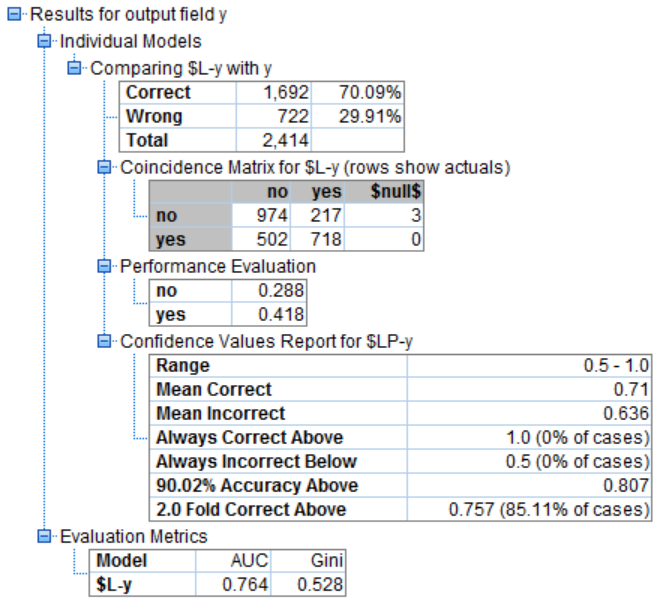 Results for output field y
Individual Models
Comparing $L-y with y
Correct 1,692 70.09%
Wrong 722 29.91%
Total 2,414
Coincidence Matrix for $L-y (rows show actuals)
no yes $null$
no 974 217 3
yes 502 718 0
Performance Evaluation
no 0.288
yes 0.418
Confidence Values Report for $LP-y
Range 0.5 - 1.0
Mean Correct 0.71
Mean Incorrect 0.636
Always Correct Above 1.0 (0% of cases)
Always Incorrect Below 0.5 (0% of cases)
90.02% Accuracy Above 0.807
2.0 Fold Correct Above 0.757 (85.11% of cases)
Evaluation Metrics
Model AUC Gini
$L-y 0.764 0.528